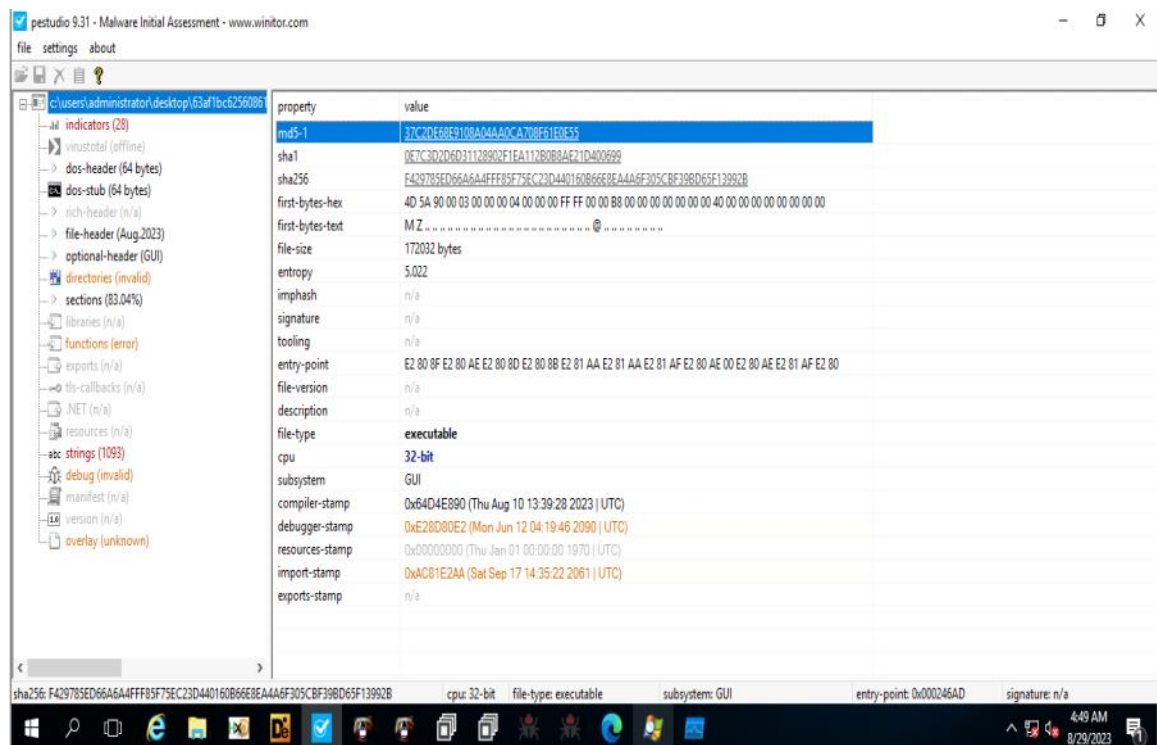 pestudio 9.31 - Malware Initial Assessment - www.winitor.com
file settings about
c:\users\administrator\desktop\63af1bc62560861
indicators (28)
virustotal (offline)
dos-header (64 bytes)
dos-stub (64 bytes)
rich-header (n/a)
file-header (Aug.2023)
optional-header (GUI)
directories (invalid)
sections (83.04%)
libraries (n/a)
functions (error)
exports (n/a)
tls-callbacks (n/a)
.NET (n/a)
resources (n/a)
abc strings (1093)
debug (invalid)
manifest (n/a)
version (n/a)
overlay (unknown)
property value
md5-1 37C2DE68E9108A04AA0CA708F61E0E55
sha1 0E7C3D2D6D31128902F1EA112B0B8AE21D400699
sha256 F429785ED66A6A4FFF85F75EC23D440160B66E8EA4A6F305CBF39BD65F13992B
first-bytes-hex 4D 5A 90 00 03 00 00 00 04 00 00 00 FF FF 00 00 B8 00 00 00 00 00 00 00 40 00 00 00 00 00 00 00
first-bytes-text M Z .. .. .. .. .. .. .. .. .. .. .. .. .. .. .. .. .. .. .. .. .. .. @ .. .. .. .. .. .. ..
file-size 172032 bytes
entropy 5.022
imphash n/a
signature n/a
tooling n/a
entry-point E2 80 8F E2 80 AE E2 80 8D E2 80 8B E2 81 AA E2 81 AA E2 81 AF E2 80 AE 00 E2 80 AE E2 81 AF E2 80
file-version n/a
description n/a
file-type executable
cpu 32-bit
subsystem GUI
compiler-stamp 0x64D4E890 (Thu Aug 10 13:39:28 2023 | UTC)
debugger-stamp 0xE28D80E2 (Mon Jun 12 04:19:46 2090 | UTC)
resources-stamp 0x00000000 (Thu Jan 01 00:00:00 1970 | UTC)
import-stamp 0xAC81E2AA (Sat Sep 17 14:35:22 2061 | UTC)
exports-stamp n/a
sha256: F429785ED66A6A4FFF85F75EC23D440160B66E8EA4A6F305CBF39BD65F13992B cpu: 32-bit file-type: executable subsystem: GUI entry-point: 0x000246AD signature: n/a
4:49 AM
8/29/2023